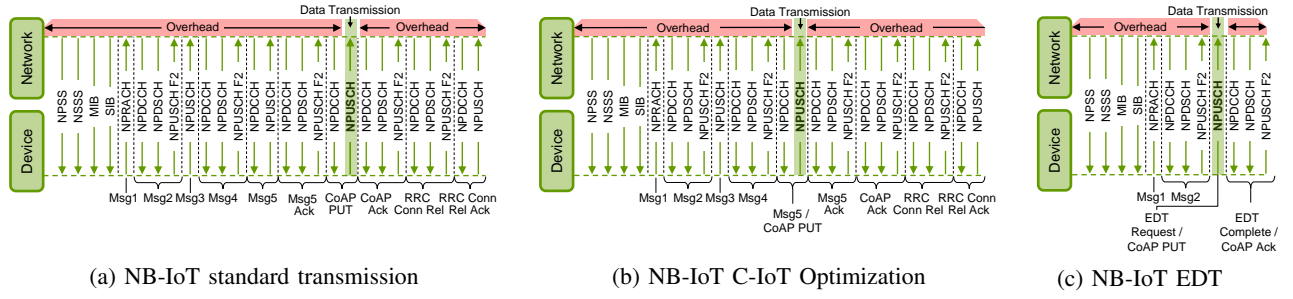 Data Transmission
Overhead
Overhead
Network
Device
NPSS
NSSS
MIB
SIB
NPRACH
NPDCCH
NPDSCH
NPUSCH F2
NPUSCH
NPDCCH
NPDSCH
NPUSCH F2
NPDCCH
NPUSCH
NPDCCH
NPDSCH
NPUSCH F2
NPDCCH
NPUSCH
NPDCCH
NPDSCH
NPUSCH F2
NPDCCH
NPDSCH
NPUSCH F2
NPDCCH
NPUSCH
Msg1
Msg2
Msg3
Msg4
Msg5
Msg5
Ack
CoAP
PUT
CoAP
Ack
RRC
Conn Rel
RRC Conn
Rel Ack
(a) NB-IoT standard transmission
Data Transmission
Overhead
Overhead
Network
Device
NPSS
NSSS
MIB
SIB
NPRACH
NPDCCH
NPDSCH
NPUSCH F2
NPUSCH
NPDCCH
NPDSCH
NPUSCH F2
NPDCCH
NPUSCH
NPDCCH
NPDSCH
NPUSCH F2
NPDCCH
NPDSCH
NPUSCH F2
NPDCCH
NPDSCH
NPUSCH F2
NPDCCH
NPUSCH
Msg1
Msg2
Msg3
Msg4
Msg5 /
CoAP PUT
Msg5
Ack
CoAP
Ack
RRC
Conn Rel
RRC Conn
Rel Ack
(b) NB-IoT C-IoT Optimization
Data Transmission
Overhead
Overhead
Network
Device
NPSS
NSSS
MIB
SIB
NPRACH
NPDCCH
NPDSCH
NPUSCH F2
NPUSCH
NPDCCH
NPDSCH
NPUSCH F2
Msg1
Msg2
EDT
Request /
CoAP PUT
EDT
Complete /
CoAP Ack
(c) NB-IoT EDT